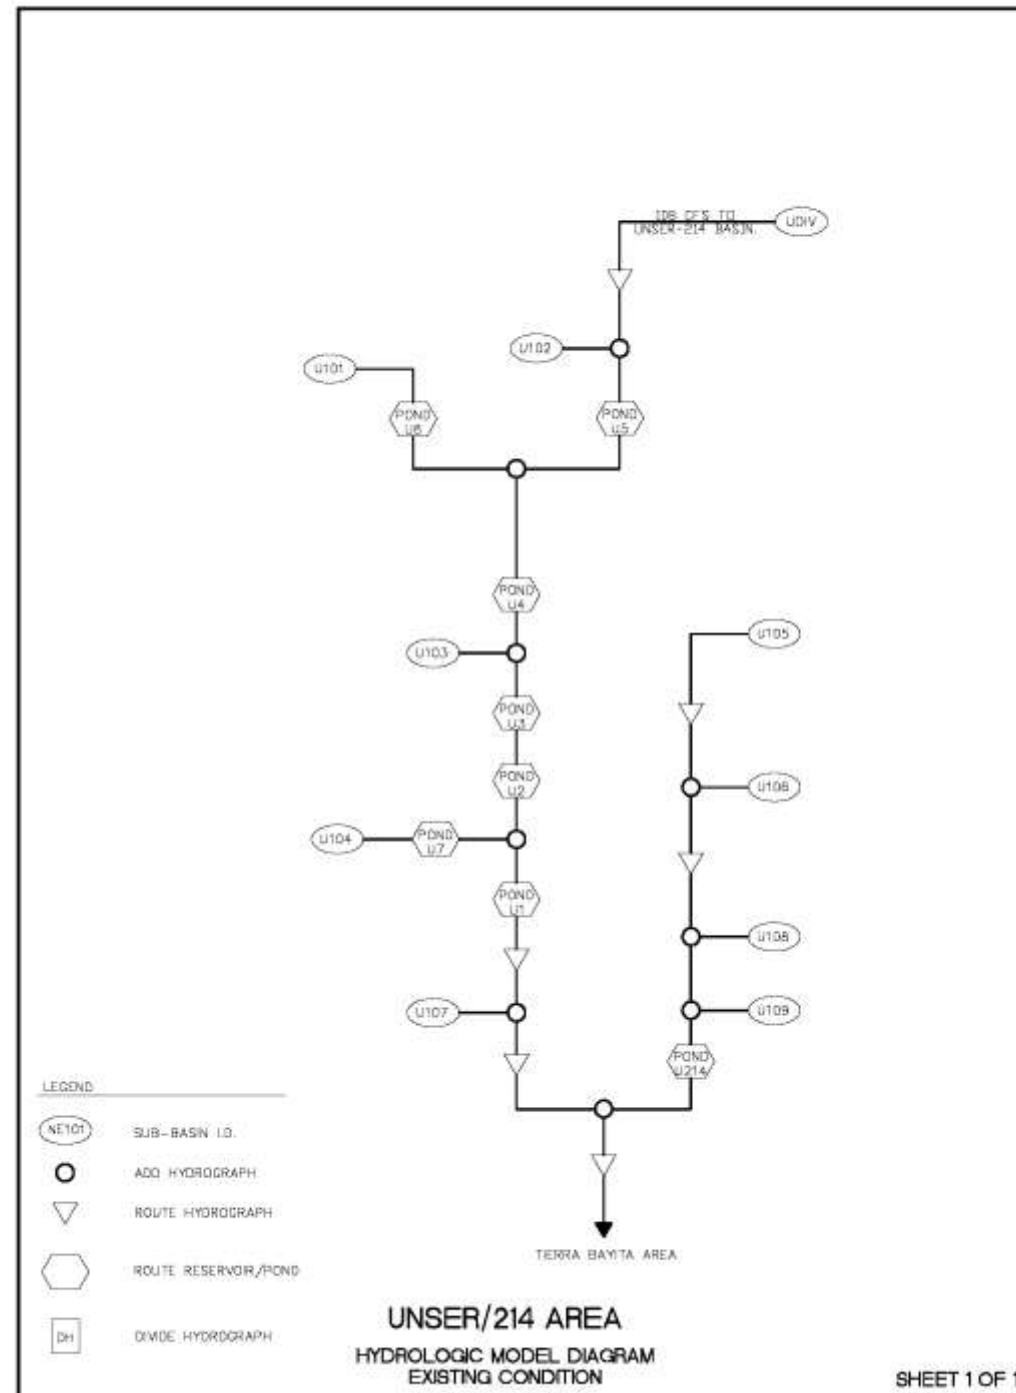 108 CFS TO
UNSER-214 BASIN.
UDIV
U102
U101
POND
U6
POND
U5
POND
U4
U103
U105
POND
U3
POND
U2
U106
U104
POND
U7
POND
U1
U108
U107
U109
POND
U214
TIERRA BAYITA AREA
LEGEND
NE101
SUB-BASIN I.D.
ADD HYDROGRAPH
ROUTE HYDROGRAPH
ROUTE RESERVOIR/POND
DH
DIVIDE HYDROGRAPH
UNSER/214 AREA
HYDROLOGIC MODEL DIAGRAM
EXISTING CONDITION
SHEET 1 OF 1